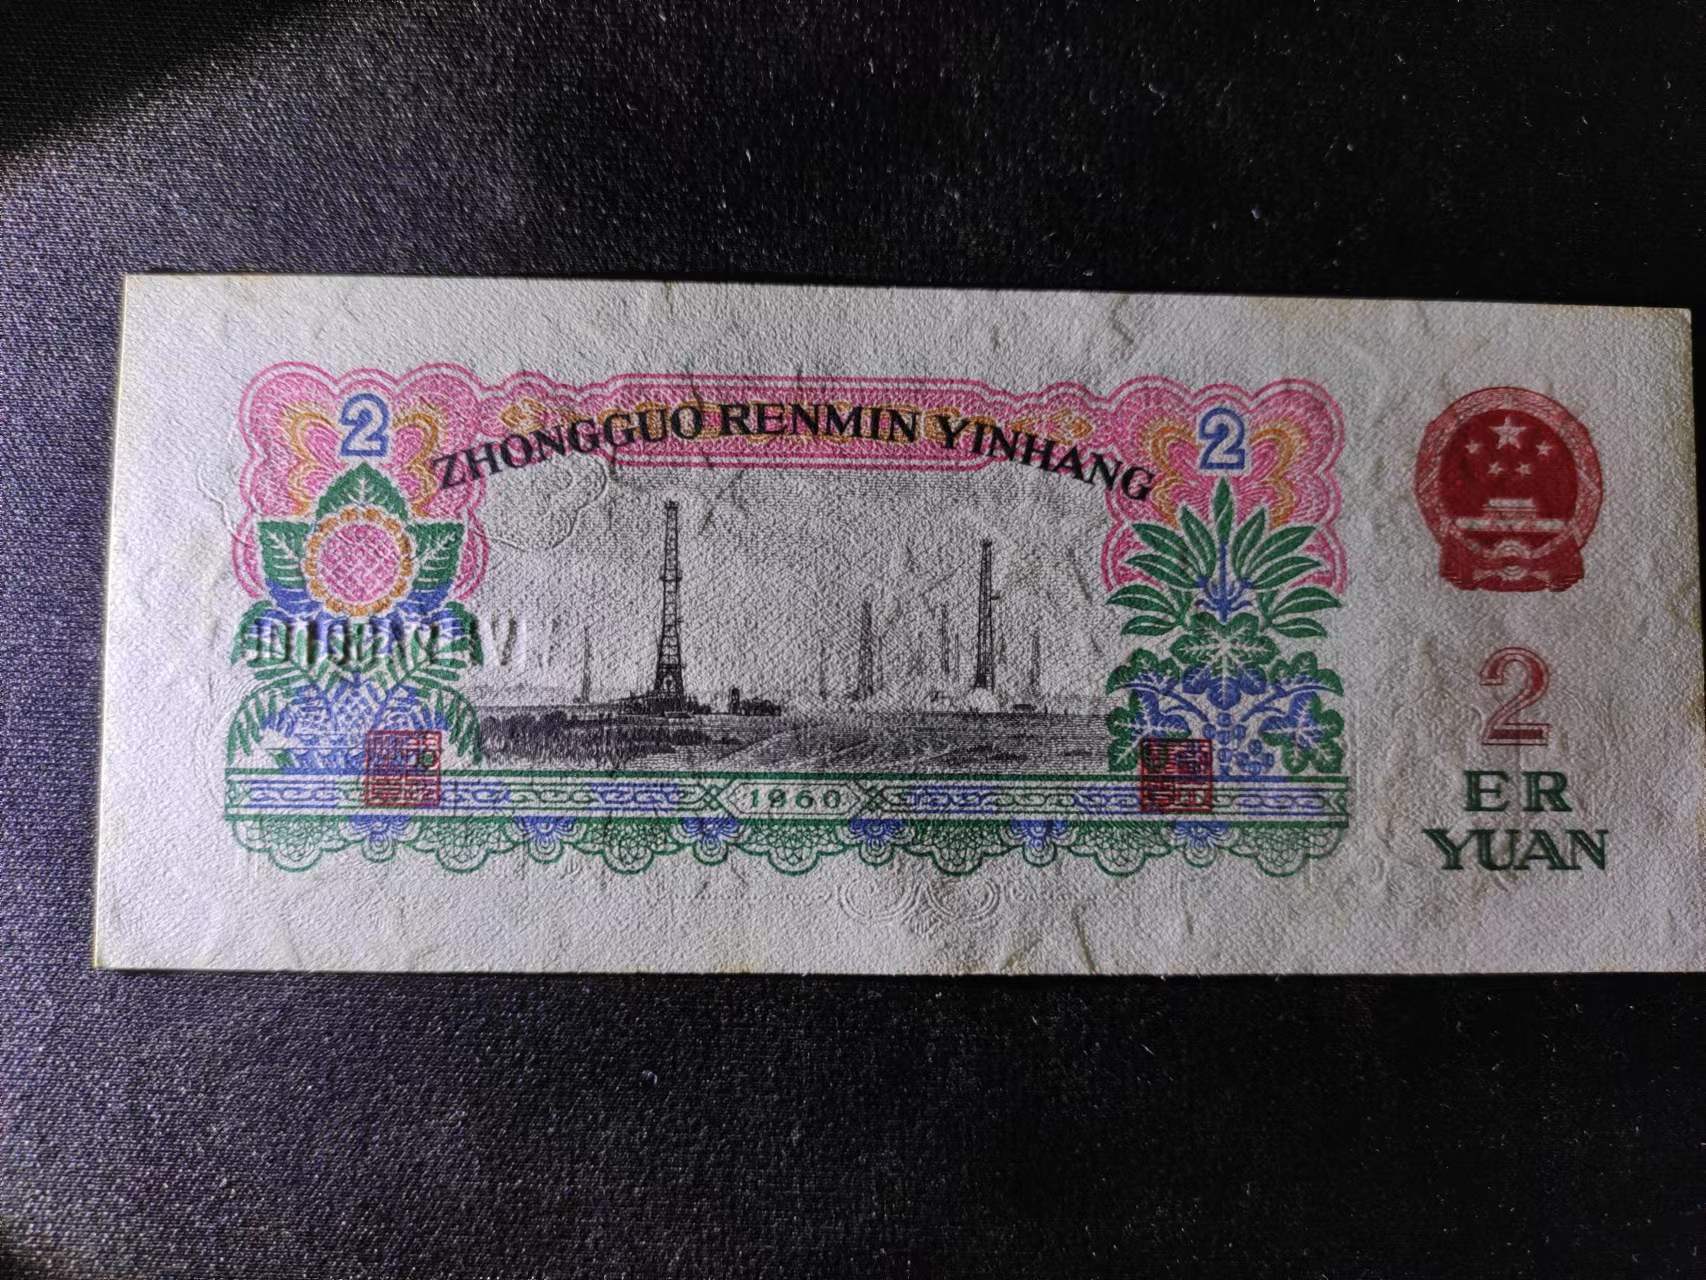 2
2
ZHONGGUO RENMIN YINHANG
1960
2
ER
YUAN